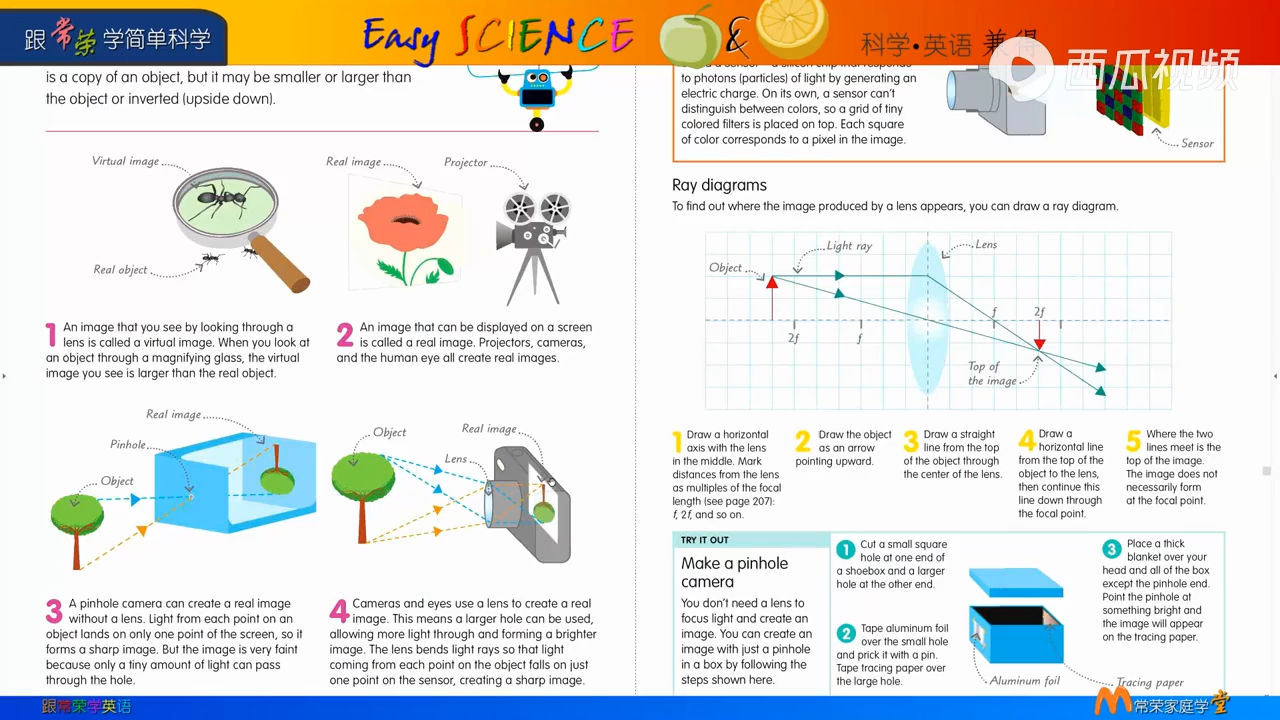 跟常荣学简单科学
Easy SCIENCE &
科学·英语 兼得
西瓜视频
is a copy of an object, but it may be smaller or larger than
the object or inverted (upside down).
Virtual image
Real object
Real image
Projector
1 An image that you see by looking through a
lens is called a virtual image. When you look at
an object through a magnifying glass, the virtual
image you see is larger than the real object.
2 An image that can be displayed on a screen
is called a real image. Projectors, cameras,
and the human eye all create real images.
Real image
Pinhole
Object
Object
Real image
Lens
3 A pinhole camera can create a real image
without a lens. Light from each point on an
object lands on only one point of the screen, so it
forms a sharp image. But the image is very faint
because only a tiny amount of light can pass
through the hole.
4 Cameras and eyes use a lens to create a real
image. This means a larger hole can be used,
allowing more light through and forming a brighter
image. The lens bends light rays so that light
coming from each point on the object falls on just
one point on the sensor, creating a sharp image.
to photons (particles) of light by generating an
electric charge. On its own, a sensor can't
distinguish between colors, so a grid of tiny
colored filters is placed on top. Each square
of color corresponds to a pixel in the image.
Sensor
Ray diagrams
To find out where the image produced by a lens appears, you can draw a ray diagram.
Object
Light ray
Lens
2f
f
f
2f
Top of
the image
1 Draw a horizontal
axis with the lens
in the middle. Mark
distances from the lens
as multiples of the focal
length (see page 207):
f, 2f, and so on.
2 Draw the object
as an arrow
pointing upward.
3 Draw a straight
line from the top
of the object through
the center of the lens.
4 Draw a
horizontal line
from the top of the
object to the lens,
then continue this
line down through
the focal point.
5 Where the two
lines meet is the
top of the image.
The image does not
necessarily form
at the focal point.
TRY IT OUT
Make a pinhole
camera
You don't need a lens to
focus light and create an
image. You can create an
image with just a pinhole
in a box by following the
steps shown here.
1 Cut a small square
hole at one end of
a shoebox and a larger
hole at the other end.
2 Tape aluminum foil
over the small hole
and prick it with a pin.
Tape tracing paper over
the large hole.
Aluminum foil
Tracing paper
3 Place a thick
blanket over your
head and all of the box
except the pinhole end.
Point the pinhole at
something bright and
the image will appear
on the tracing paper.
跟常荣学英语
常荣家庭学堂